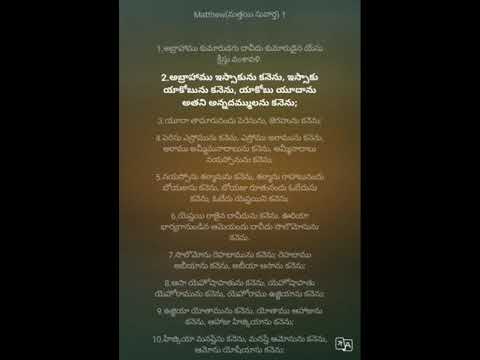 Matthew(మత్తయి సువార్త) 1
1.అబ్రాహాము కుమారుడగు దావీదు కుమారుడైన యేసు
క్రీస్తు వంశావళి.
2.అబ్రాహాము ఇస్సాకును కనెను, ఇస్సాకు
యాకోబును కనెను, యాకోబు యూదాను
అతని అన్నదమ్ములను కనెను;
3.యూదా తామారునందు పెరెసును, జెరహును కనెను;
4.పెరెసు ఎస్రోమును కనెను, ఎస్రోము అరామును కనెను,
అరాము అమ్మీనాదాబును కనెను, అమ్మీనాదాబు
నయస్సోనును కనెను;
5.నయస్సోను శల్మానును కనెను, శల్మాను రాహాబునందు
బోయజును కనెను, బోయజు రూతునందు ఓబేదును
కనెను, ఓబేదు యెష్షయిని కనెను;
6.యెష్షయి రాజైన దావీదును కనెను. ఊరియా
భార్యగానుండిన ఆమెయందు దావీదు సొలొమోనును
కనెను.
7.సొలొమోను రెహబామును కనెను; రెహబాము
అబీయాను కనెను, అబీయా ఆసాను కనెను;
8.ఆసా యెహోషాపాతును కనెను, యెహోషాపాతు
యెహోరామును కనెను, యెహోరాము ఉజ్జియాను కనెను;
9.ఉజ్జియా యోతామును కనెను, యోతాము ఆహాజును
కనెను, ఆహాజు హిజ్కియాను కనెను;
10.హిజ్కియా మనష్షేను కనెను, మనష్షే ఆమోనును కనెను,
ఆమోను యోషీయాను కనెను;